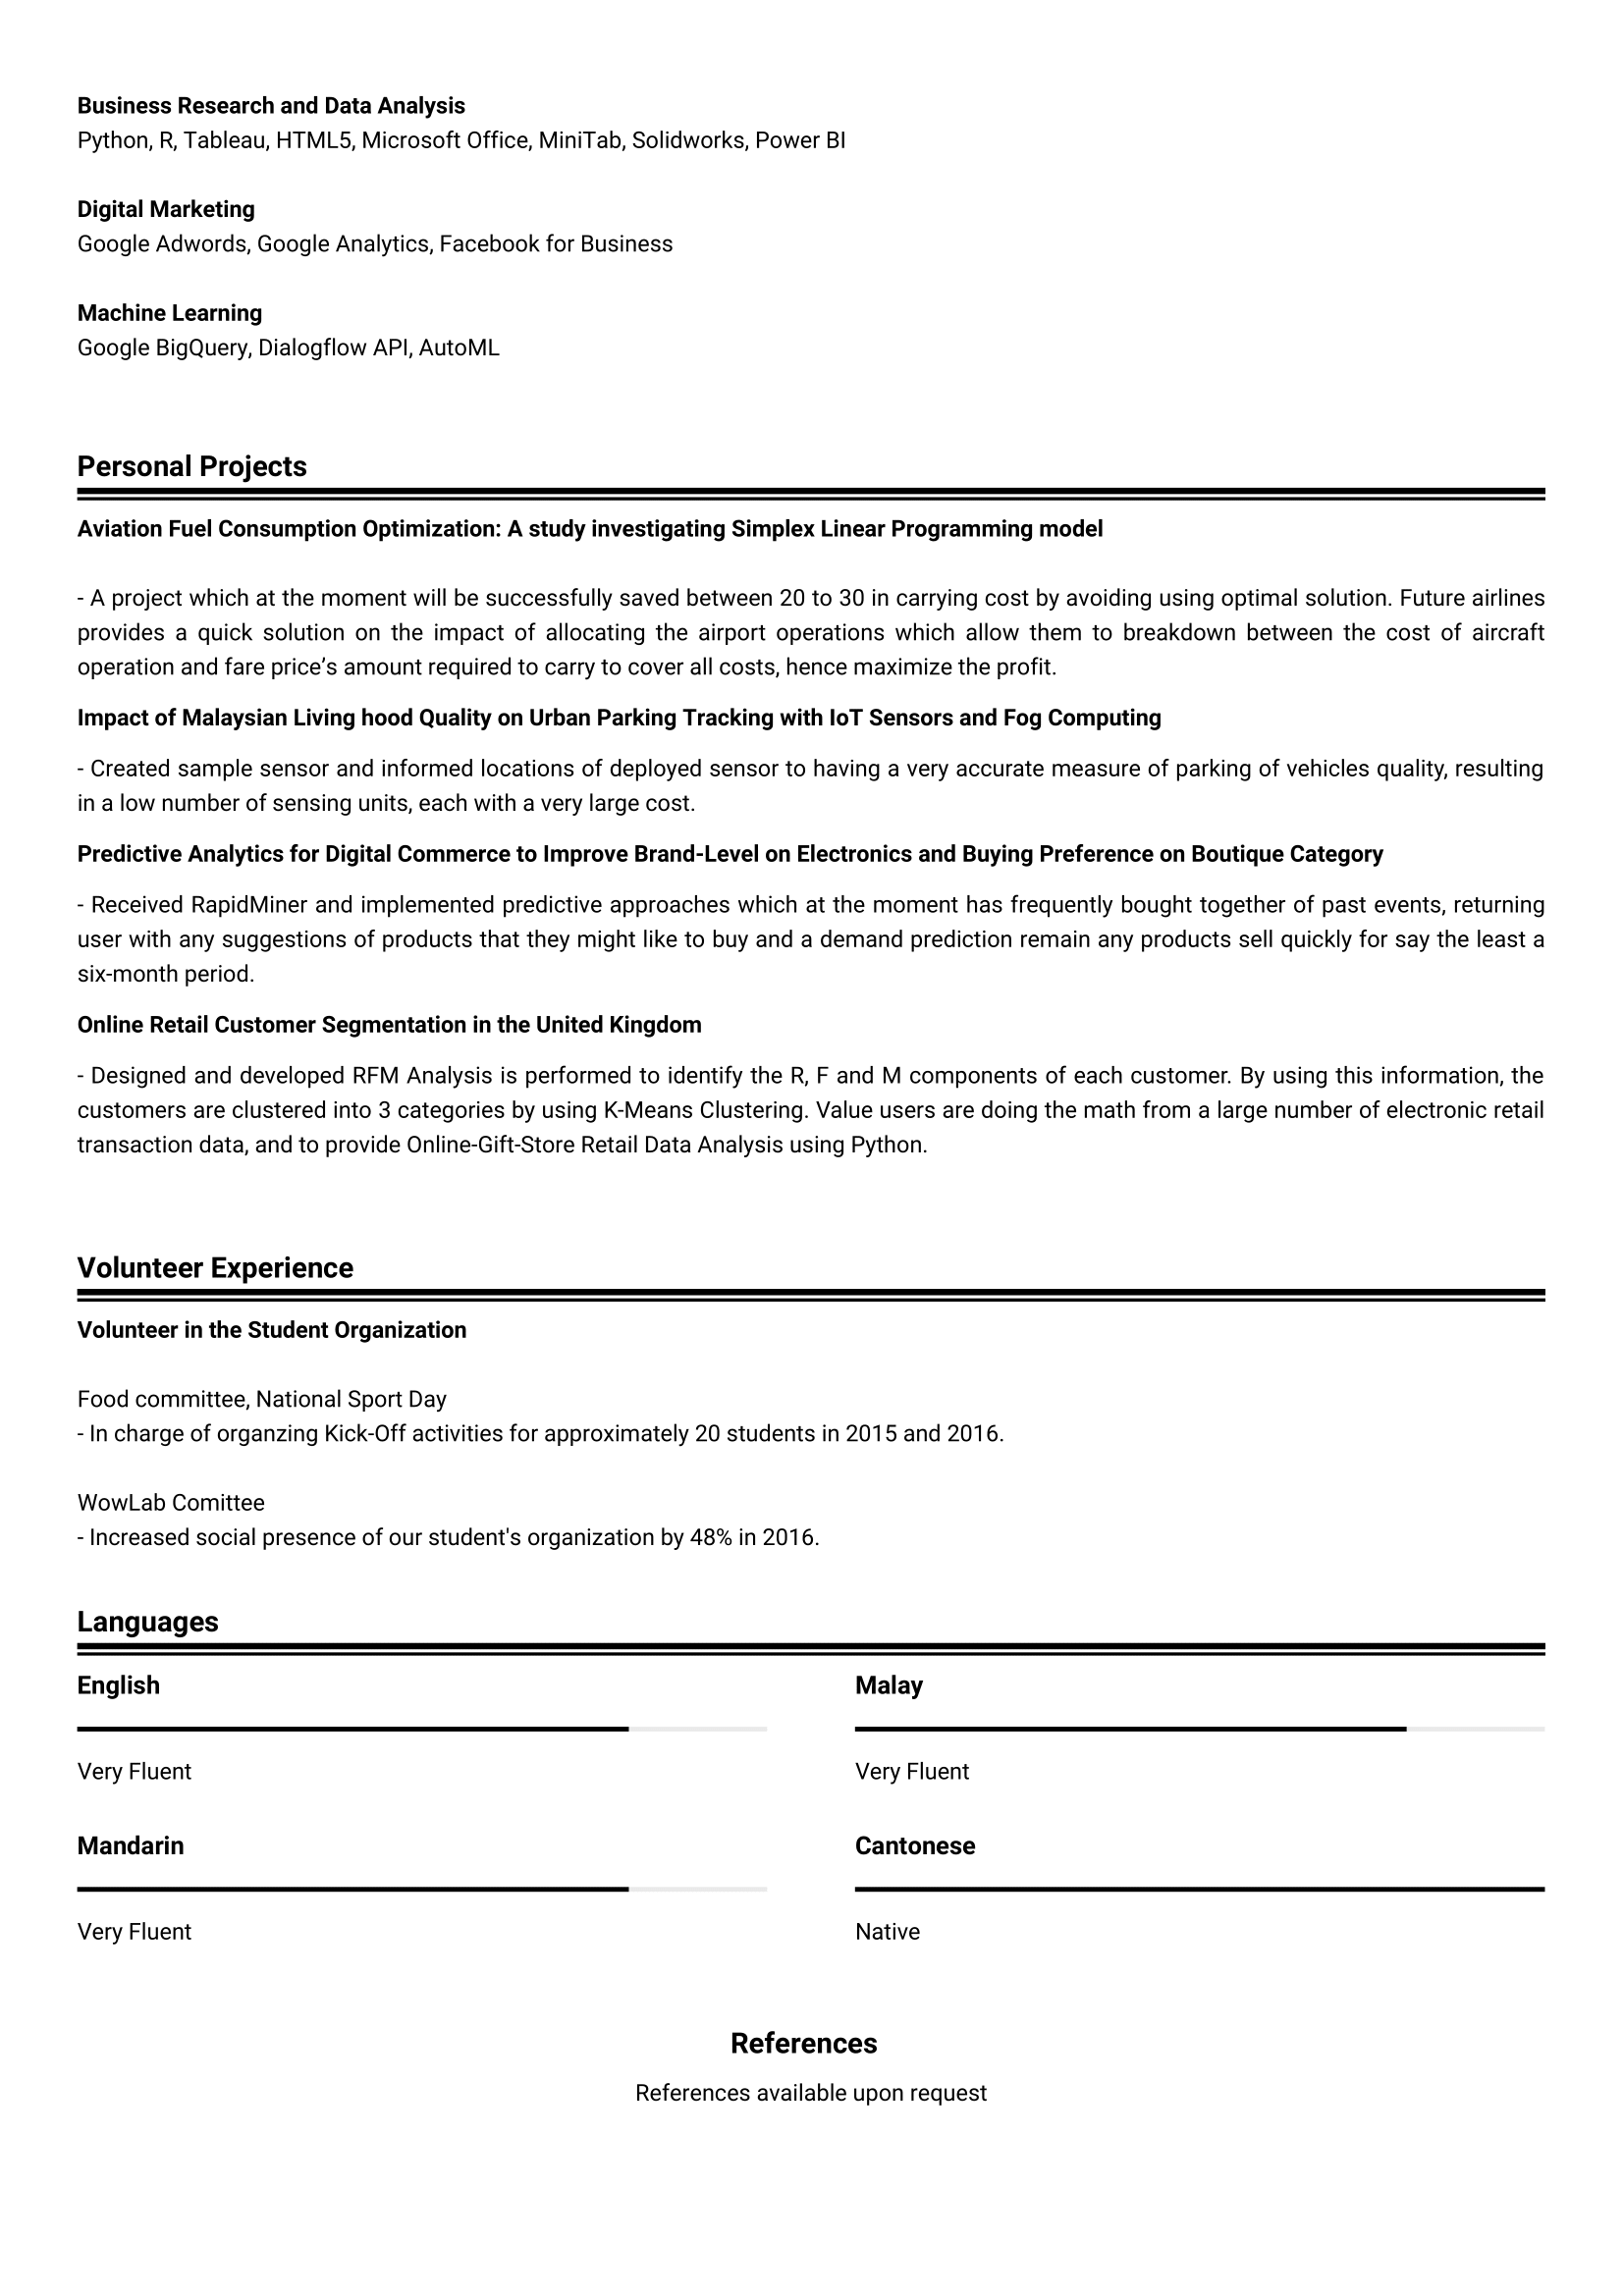 Business Research and Data Analysis
Python, R, Tableau, HTML5, Microsoft Office, MiniTab, Solidworks, Power BI
Digital Marketing
Google Adwords, Google Analytics, Facebook for Business
Machine Learning
Google BigQuery, Dialogflow API, AutoML
Personal Projects
Aviation Fuel Consumption Optimization: A study investigating Simplex Linear Programming model
- A project which at the moment will be successfully saved between 20 to 30 in carrying cost by avoiding using optimal solution. Future airlines
provides a quick solution on the impact of allocating the airport operations which allow them to breakdown between the cost of aircraft
operation and fare price’s amount required to carry to cover all costs, hence maximize the profit.
Impact of Malaysian Living hood Quality on Urban Parking Tracking with IoT Sensors and Fog Computing
- Created sample sensor and informed locations of deployed sensor to having a very accurate measure of parking of vehicles quality, resulting
in a low number of sensing units, each with a very large cost.
Predictive Analytics for Digital Commerce to Improve Brand-Level on Electronics and Buying Preference on Boutique Category
- Received RapidMiner and implemented predictive approaches which at the moment has frequently bought together of past events, returning
user with any suggestions of products that they might like to buy and a demand prediction remain any products sell quickly for say the least a
six-month period.
Online Retail Customer Segmentation in the United Kingdom
- Designed and developed RFM Analysis is performed to identify the R, F and M components of each customer. By using this information, the
customers are clustered into 3 categories by using K-Means Clustering. Value users are doing the math from a large number of electronic retail
transaction data, and to provide Online-Gift-Store Retail Data Analysis using Python.
Volunteer Experience
Volunteer in the Student Organization
Food committee, National Sport Day
- In charge of organzing Kick-Off activities for approximately 20 students in 2015 and 2016.
WowLab Comittee
- Increased social presence of our student's organization by 48% in 2016.
Languages
English
Malay
Very Fluent
Very Fluent
Mandarin
Cantonese
Very Fluent
Native
References
References available upon request